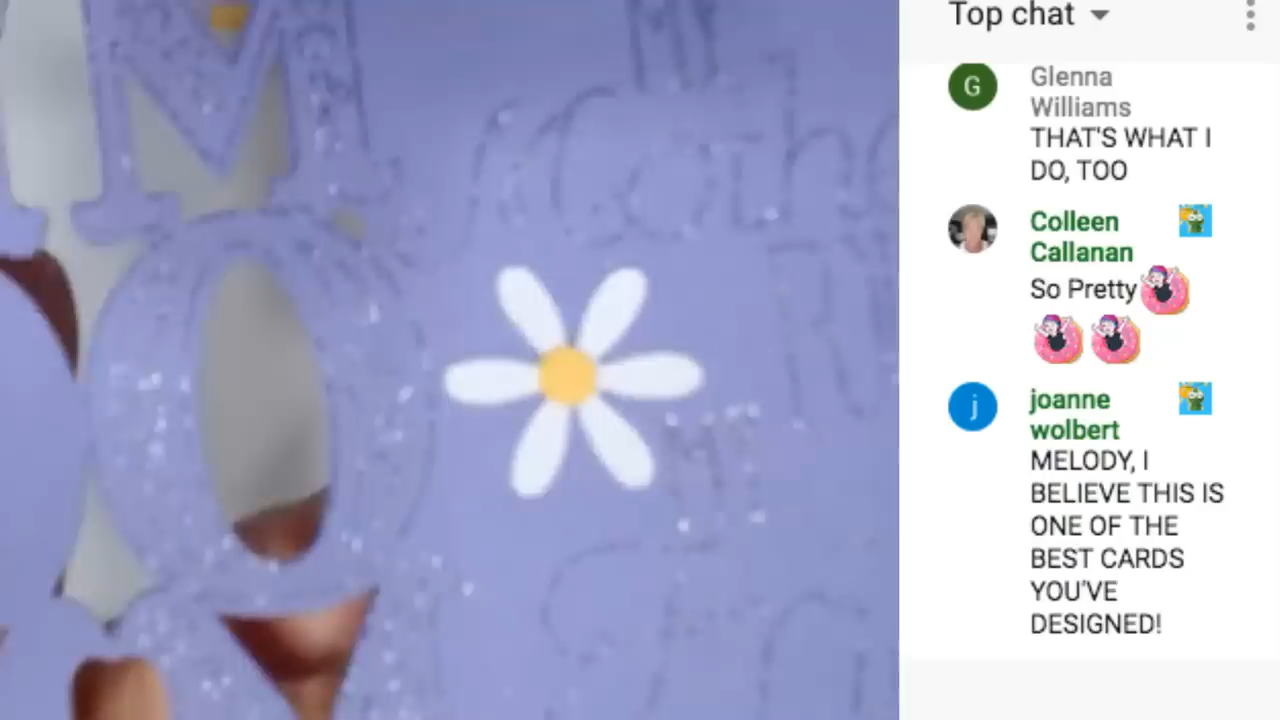 Top chat
M
O
G
Glenna
Williams
THAT'S WHAT I
DO, TOO
Colleen
Callanan
So Pretty
j
joanne
wolbert
MELODY, I
BELIEVE THIS IS
ONE OF THE
BEST CARDS
YOU'VE
DESIGNED!